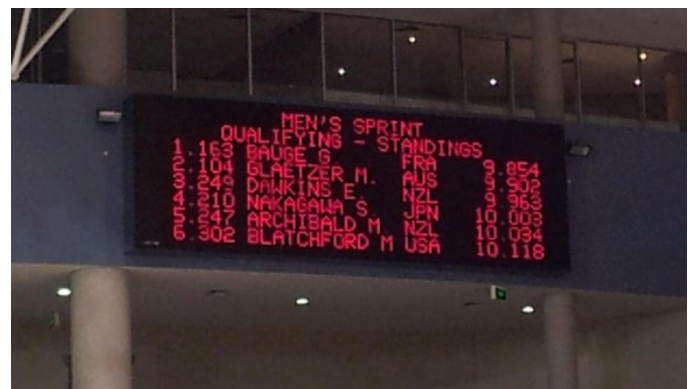 MEN'S SPRINT
QUALIFYING - STANDINGS
1.163 BAUGE G. FRA 9.854
2.104 GLAETZER M. AUS 9.902
3.249 DAWKINS E. NZL 9.963
4.210 NAKAGAWA S. JPN 10.003
5.247 ARCHIBALD M. NZL 10.034
6.302 BLATCHFORD M USA 10.118